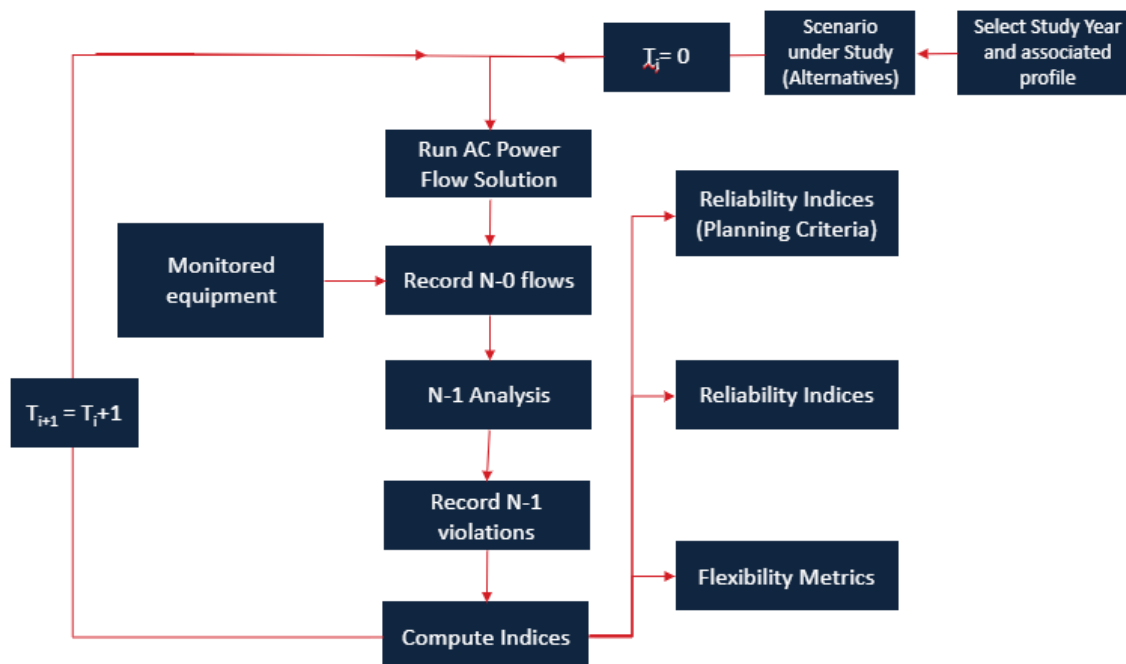 Select Study Year
and associated
profile
Scenario
under Study
(Alternatives)
Tᵢ= 0
Run AC Power
Flow Solution
Monitored
equipment
Record N-0 flows
N-1 Analysis
Record N-1
violations
Compute Indices
Tᵢ₊₁ = Tᵢ+1
Reliability Indices
(Planning Criteria)
Reliability Indices
Flexibility Metrics